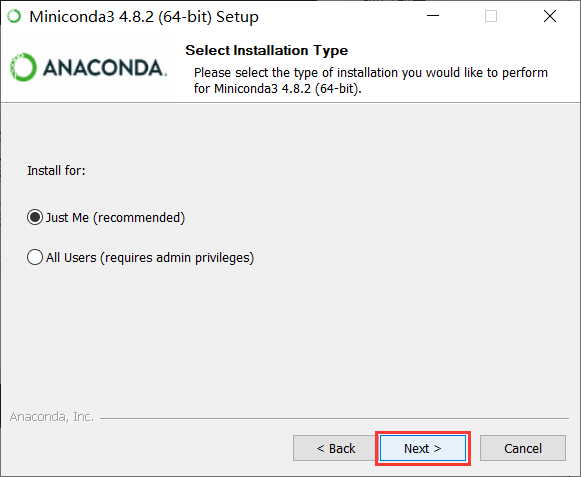 Miniconda3 4.8.2 (64-bit) Setup
ANACONDA.
Select Installation Type
Please select the type of installation you would like to perform
for Miniconda3 4.8.2 (64-bit).
Install for:
Just Me (recommended)
All Users (requires admin privileges)
Anaconda, Inc.
< Back
Next >
Cancel